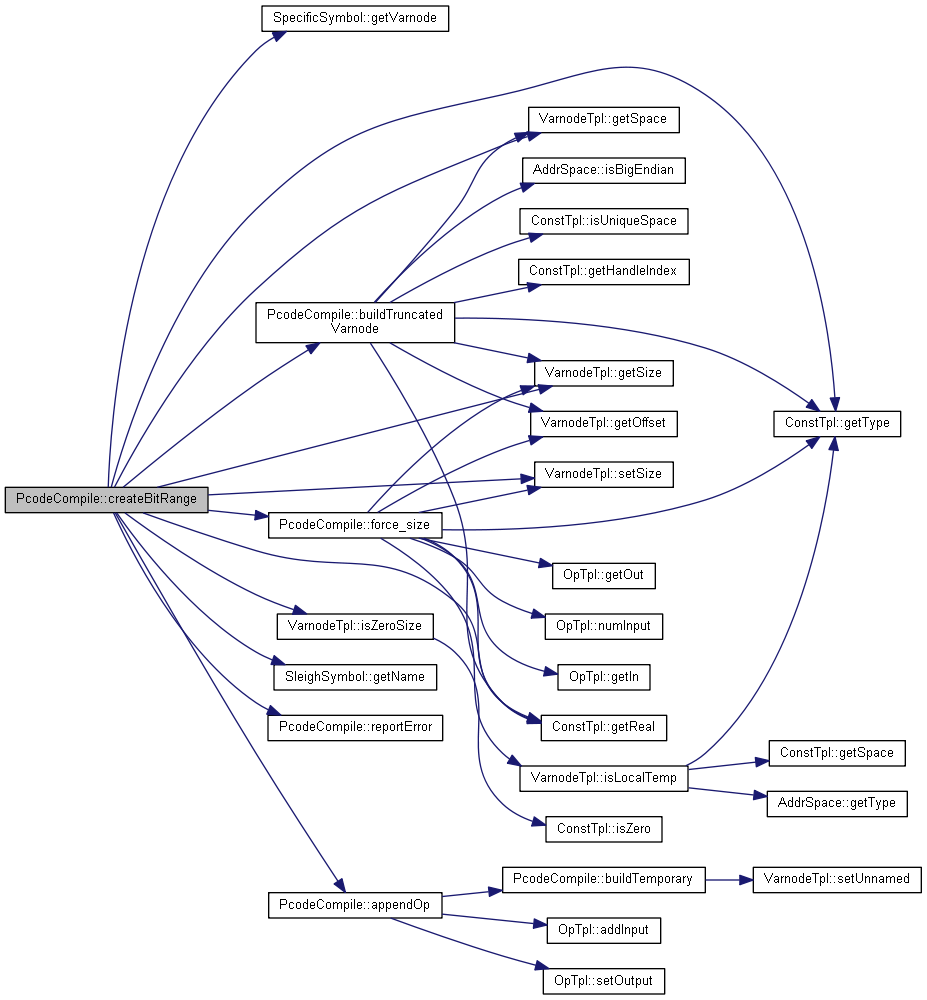 SpecificSymbol::getVarnode
VarnodeTpl::getSpace
AddrSpace::isBigEndian
ConstTpl::isUniqueSpace
ConstTpl::getHandleIndex
PcodeCompile::buildTruncated
Varnode
VarnodeTpl::getSize
VarnodeTpl::getOffset
ConstTpl::getType
VarnodeTpl::setSize
PcodeCompile::createBitRange
PcodeCompile::force_size
OpTpl::getOut
VarnodeTpl::isZeroSize
OpTpl::numInput
SleighSymbol::getName
OpTpl::getIn
PcodeCompile::reportError
ConstTpl::getReal
ConstTpl::getSpace
VarnodeTpl::isLocalTemp
AddrSpace::getType
ConstTpl::isZero
PcodeCompile::buildTemporary
VarnodeTpl::setUnnamed
PcodeCompile::appendOp
OpTpl::addInput
OpTpl::setOutput